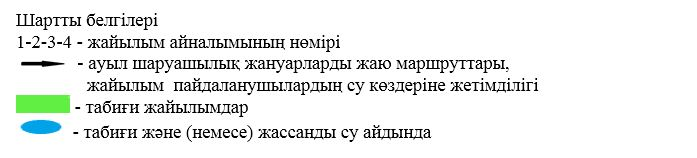 Шартты белгілері
1-2-3-4 - жайылым айналымының нөмірі
- ауыл шаруашылық жануарларды жаю маршруттары,
жайылым пайдаланушылардың су көздеріне жетімділігі
- табиғи жайылымдар
- табиғи және (немесе) жассанды су айдында